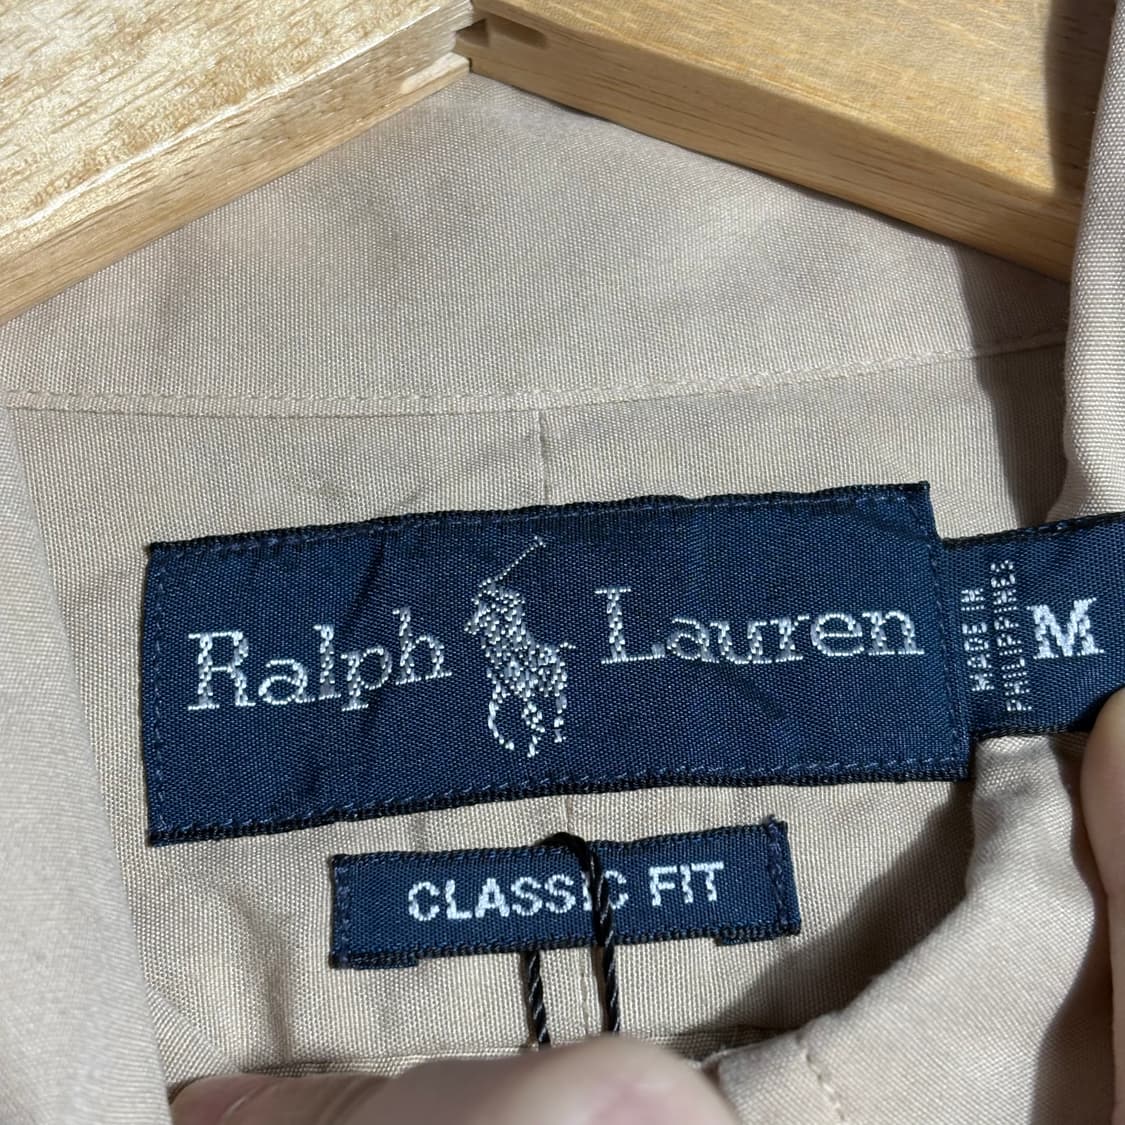 Ralph Lauren
MADE IN
PHILIPPINES
M
CLASSIC FIT